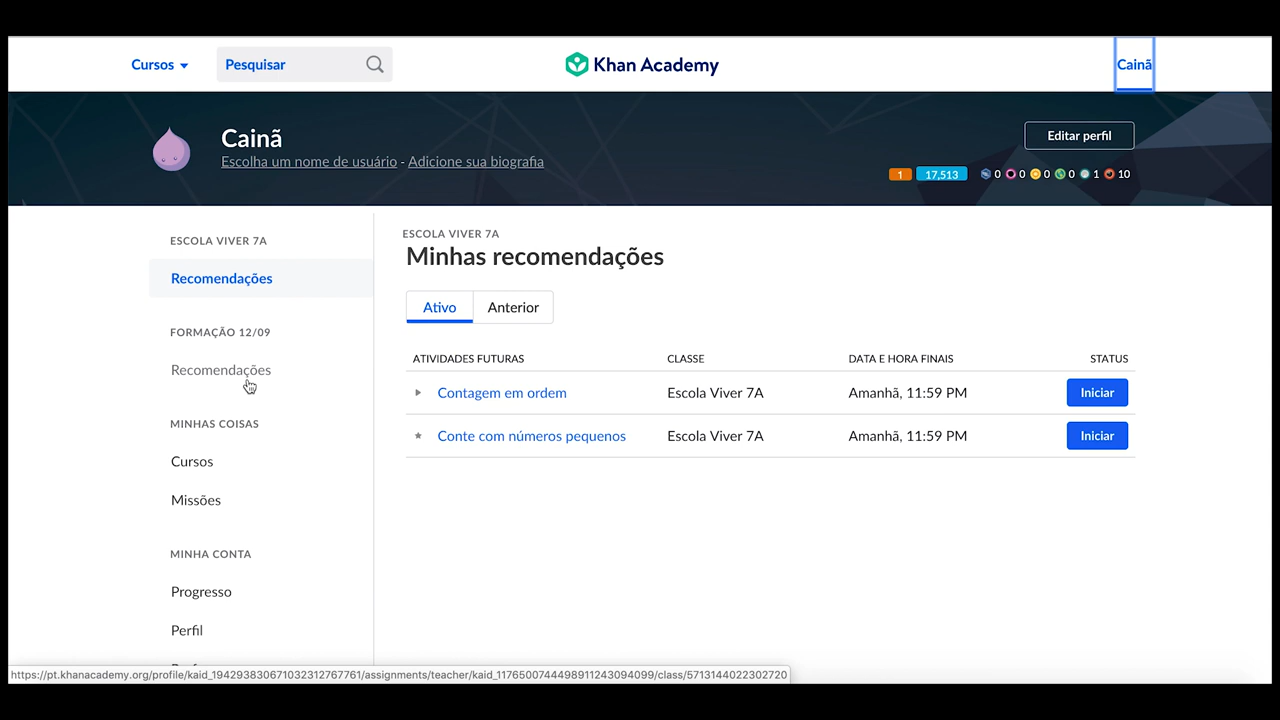 Cursos
Pesquisar
Khan Academy
Cainã
Cainã
Escolha um nome de usuário - Adicione sua biografia
Editar perfil
1 17,513 0 0 0 0 1 10
ESCOLA VIVER 7A
Recomendações
FORMAÇÃO 12/09
Recomendações
MINHAS COISAS
Cursos
Missões
MINHA CONTA
Progresso
Perfil
ESCOLA VIVER 7A
Minhas recomendações
Ativo Anterior
ATIVIDADES FUTURAS CLASSE DATA E HORA FINAIS STATUS
Contagem em ordem Escola Viver 7A Amanhã, 11:59 PM Iniciar
Conte com números pequenos Escola Viver 7A Amanhã, 11:59 PM Iniciar
https://pt.khanacademy.org/profile/kaid_194293830671032312767761/assignments/teacher/kaid_1176500744498911243094099/class/5713144022302720